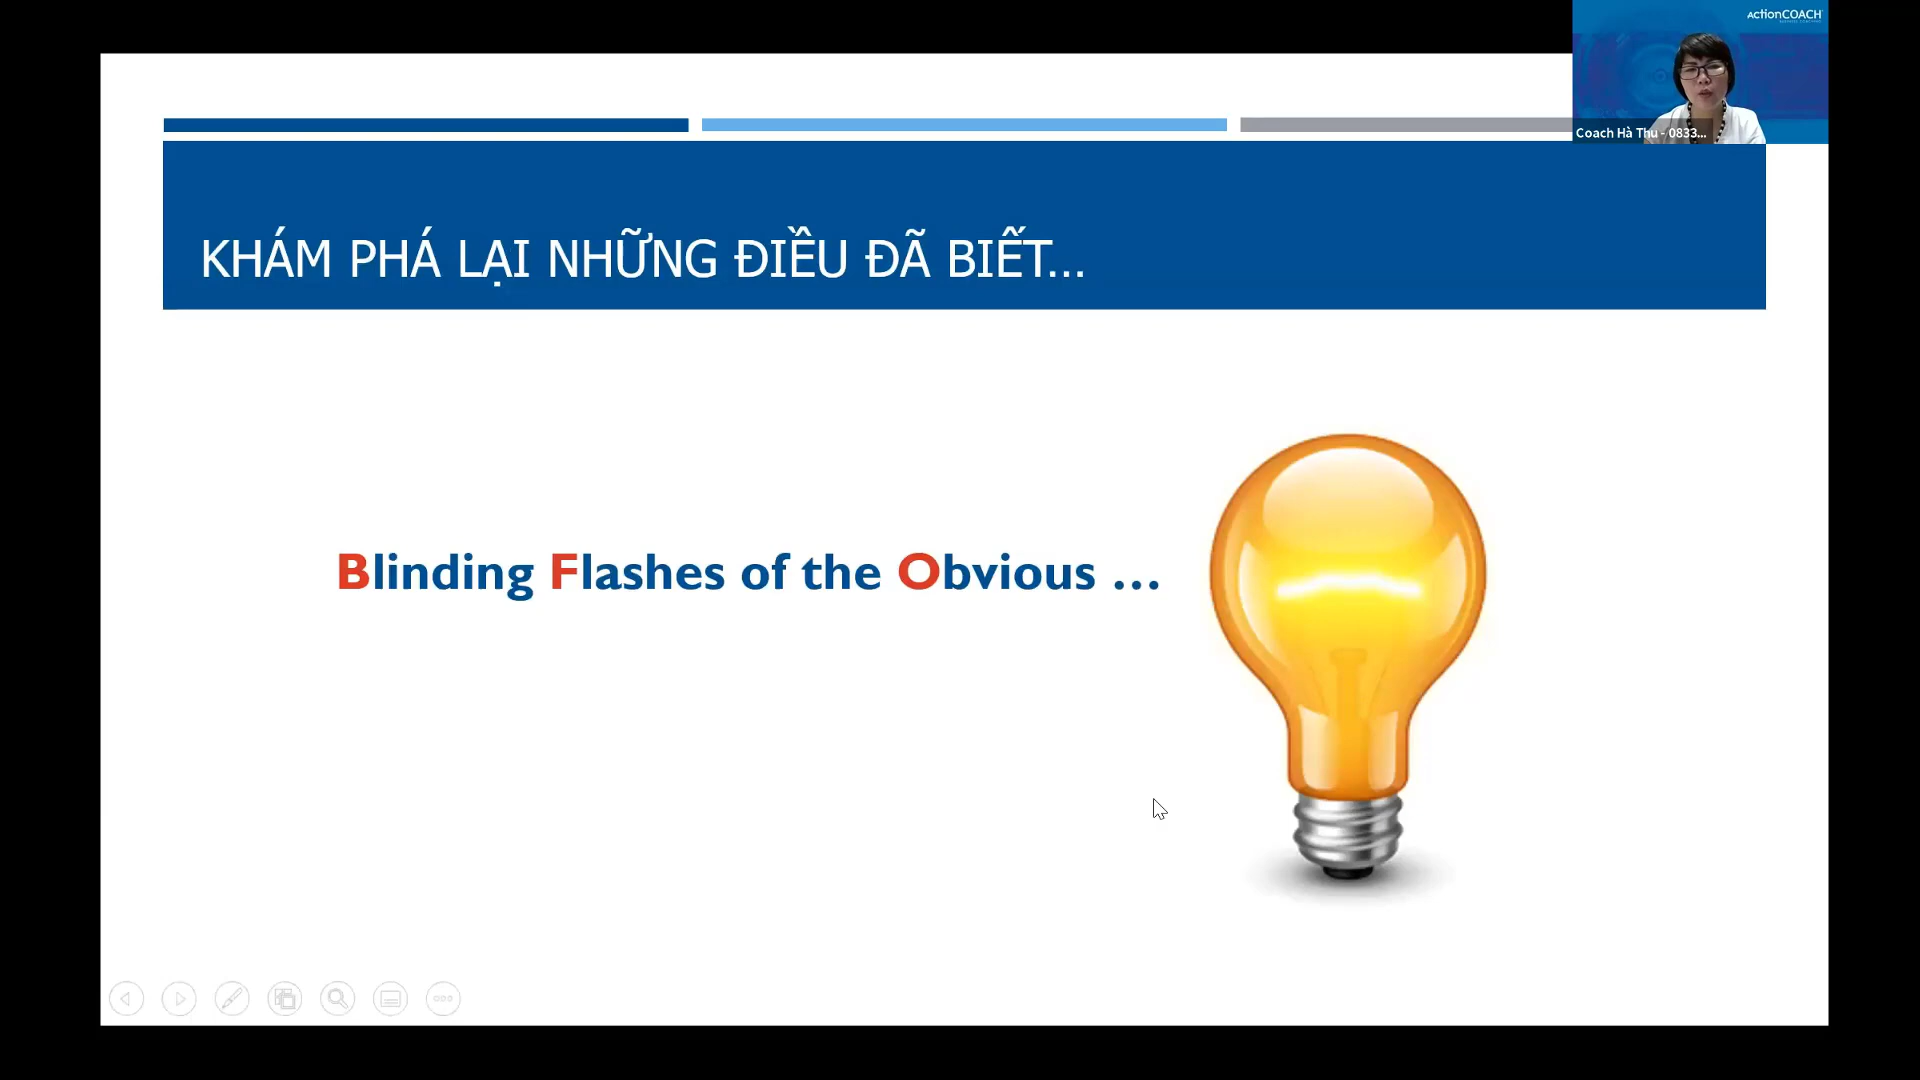 ActionCOACH
Coach Hà Thu - 0833...
KHÁM PHÁ LẠI NHỮNG ĐIỀU ĐÃ BIẾT...
Blinding Flashes of the Obvious ...